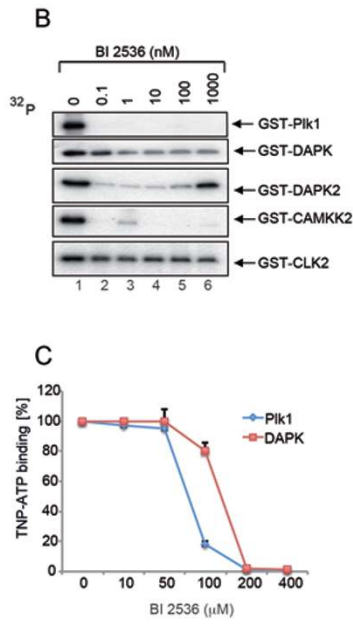 B
BI 2536 (nM)
0 0.1 1 10 100 1000
32P
GST-Plk1
GST-DAPK
GST-DAPK2
GST-CAMKK2
GST-CLK2
1 2 3 4 5 6
C
TNP-ATP binding [%]
120
100
80
60
40
20
0
Plk1
DAPK
0 10 50 100 200 400
BI 2536 (μM)